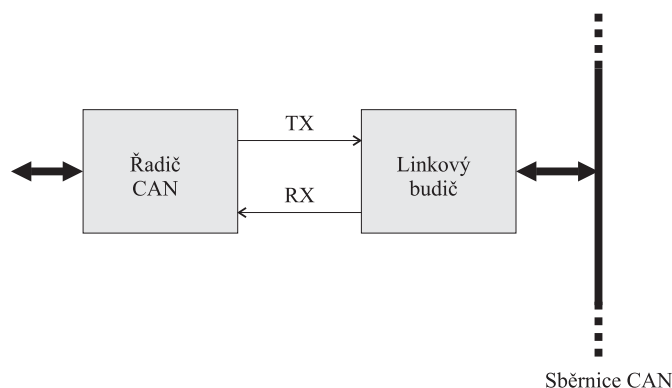 TX
Řadič
CAN
Linkový
budič
RX
Sběrnice CAN